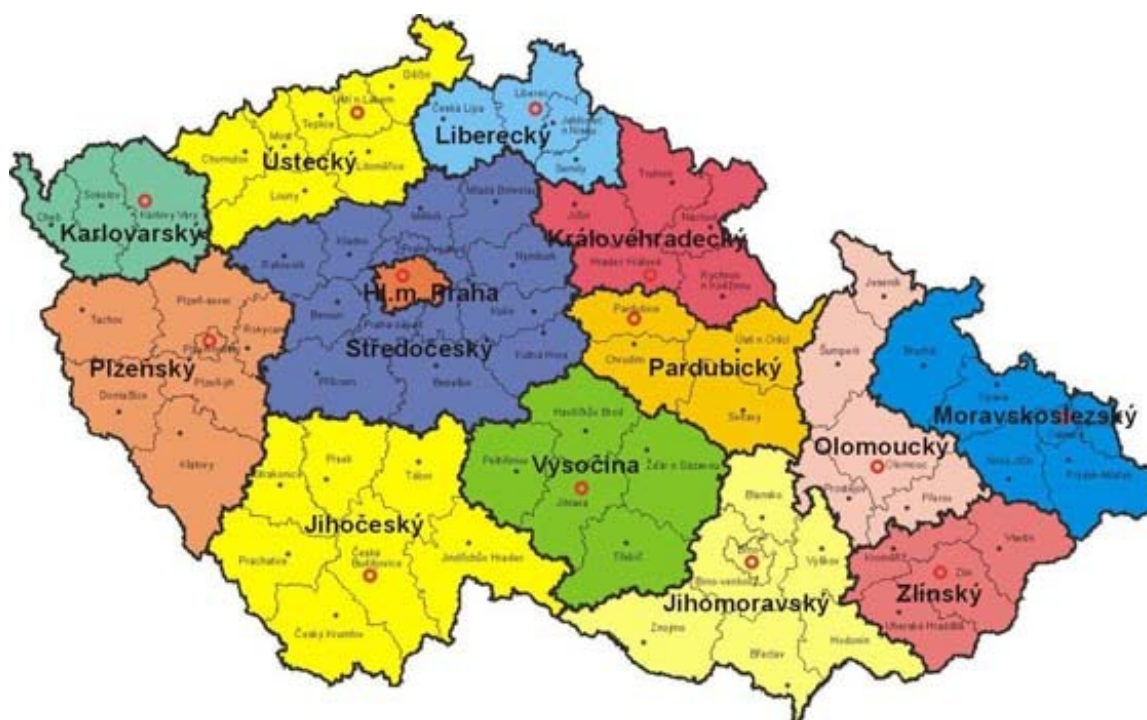 Děčín
Ústí n.Labem
Teplice
Most
Chomutov
Ústecký
Litoměřice
Louny
Česká Lípa
Liberec
Jablonec
n.Nisou
Liberecký
Semily
Sokolov
Cheb
Karlovy Vary
Karlovarský
Trutnov
Jičín
Náchod
Královéhradecký
Hradec Králové
Rychnov
n.Kněžnou
Mladá Boleslav
Mělník
Kladno
Rakovník
Nymburk
Hl.m. Praha
Beroun
Praha-západ
Kolín
Středočeský
Kutná Hora
Příbram
Benešov
Plzeň-sever
Tachov
Rokycany
Plzeňský
Plzeň-jih
Domažlice
Klatovy
Pardubice
Chrudim
Ústí n.Orlicí
Pardubický
Svitavy
Jeseník
Šumperk
Bruntál
Moravskoslezský
Olomoucký
Olomouc
Nový Jičín
Frýdek-Místek
Prostějov
Přerov
Havlíčkův Brod
Pelhřimov
Vysočina
Žďár n.Sázavou
Jihlava
Třebíč
Strakonice
Písek
Tábor
Jihočeský
Prachatice
České
Budějovice
Jindřichův Hradec
Český Krumlov
Blansko
Brno
Vyškov
Brno-venkov
Jihomoravský
Znojmo
Hodonín
Břeclav
Kroměříž
Vsetín
Zlín
Zlínský
Uherské Hradiště